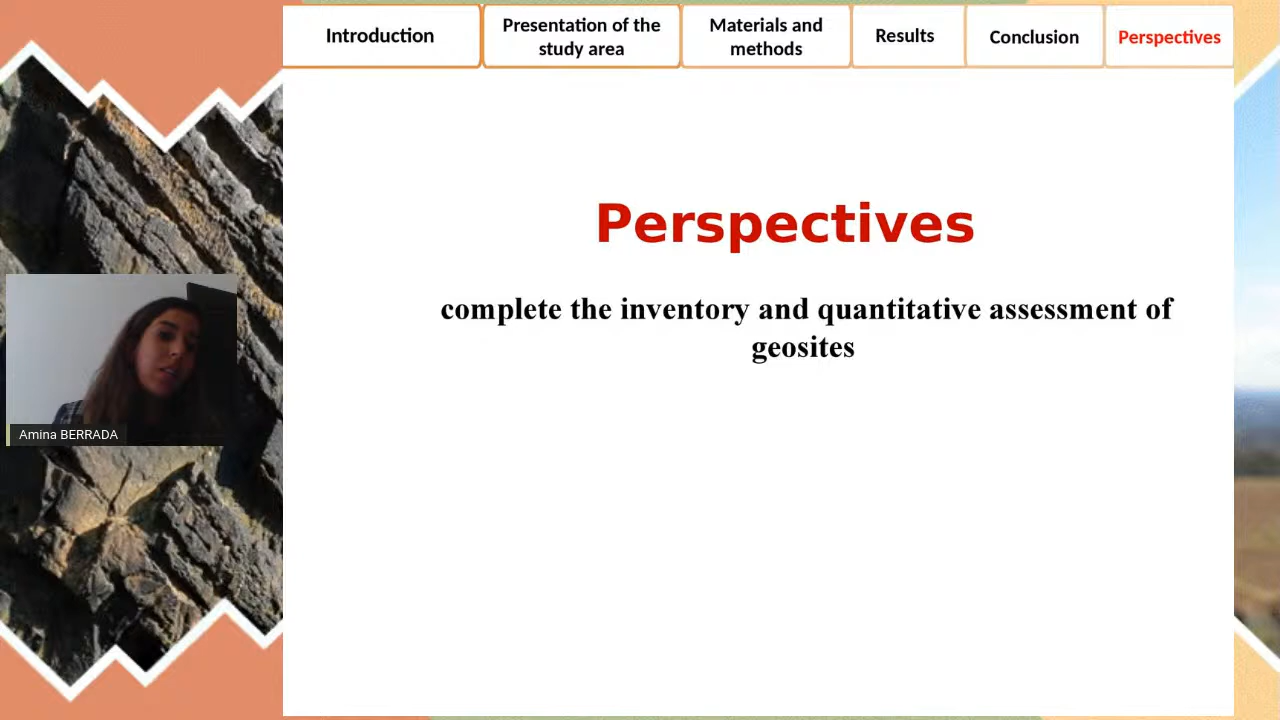 Introduction
Presentation of the
study area
Materials and
methods
Results
Conclusion
Perspectives
Perspectives
complete the inventory and quantitative assessment of
geosites
Amina BERRADA